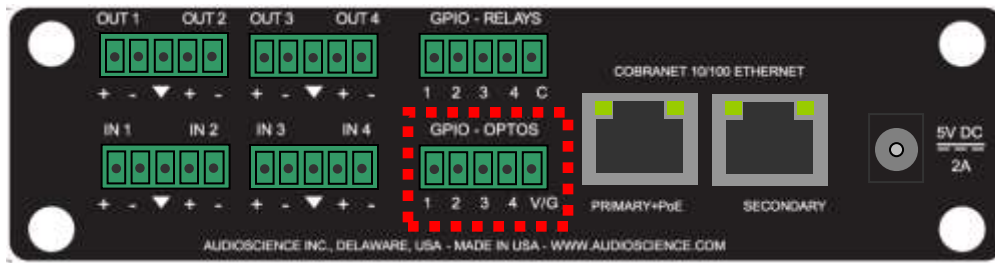 OUT 1 OUT 2 OUT 3 OUT 4 GPIO - RELAYS
COBRANET 10/100 ETHERNET
+ - ▼ + - + - ▼ + - 1 2 3 4 C
IN 1 IN 2 IN 3 IN 4 GPIO - OPTOS
5V DC
2A
+ - ▼ + - + - ▼ + - 1 2 3 4 V/G
PRIMARY+PoE SECONDARY
AUDIOSCIENCE INC., DELAWARE, USA - MADE IN USA - WWW.AUDIOSCIENCE.COM